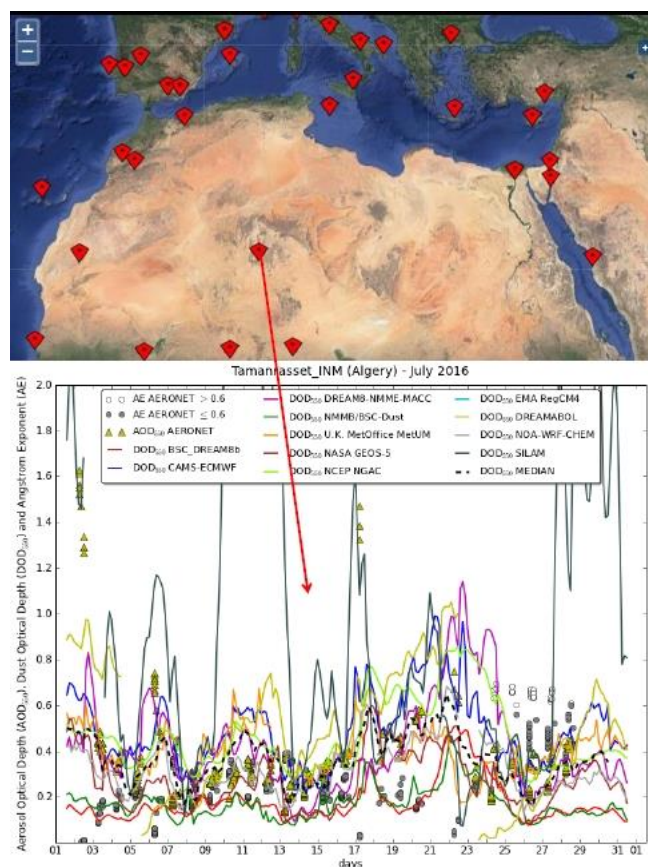 +
−
+
Tamanrasset_INM (Algery) - July 2016
Aerosol Optical Depth (AOD₅₅₀), Dust Optical Depth (DOD₅₅₀) and Angstrom Exponent (AE)
2.0
1.8
1.6
1.4
1.2
1.0
0.8
0.6
0.4
0.2
AE AERONET > 0.6
AE AERONET ≤ 0.6
AOD₅₅₀ AERONET
DOD₅₅₀ BSC_DREAM8b
DOD₅₅₀ CAMS-ECMWF
DOD₅₅₀ DREAM8-NMME-MACC
DOD₅₅₀ NMMB/BSC-Dust
DOD₅₅₀ U.K. MetOffice MetUM
DOD₅₅₀ NASA GEOS-5
DOD₅₅₀ NCEP NGAC
DOD₅₅₀ EMA RegCM4
DOD₅₅₀ DREAMABOL
DOD₅₅₀ NOA-WRF-CHEM
DOD₅₅₀ SILAM
DOD₅₅₀ MEDIAN
01 03 05 07 09 11 13 15 17 19 21 23 25 27 29 31 01
days